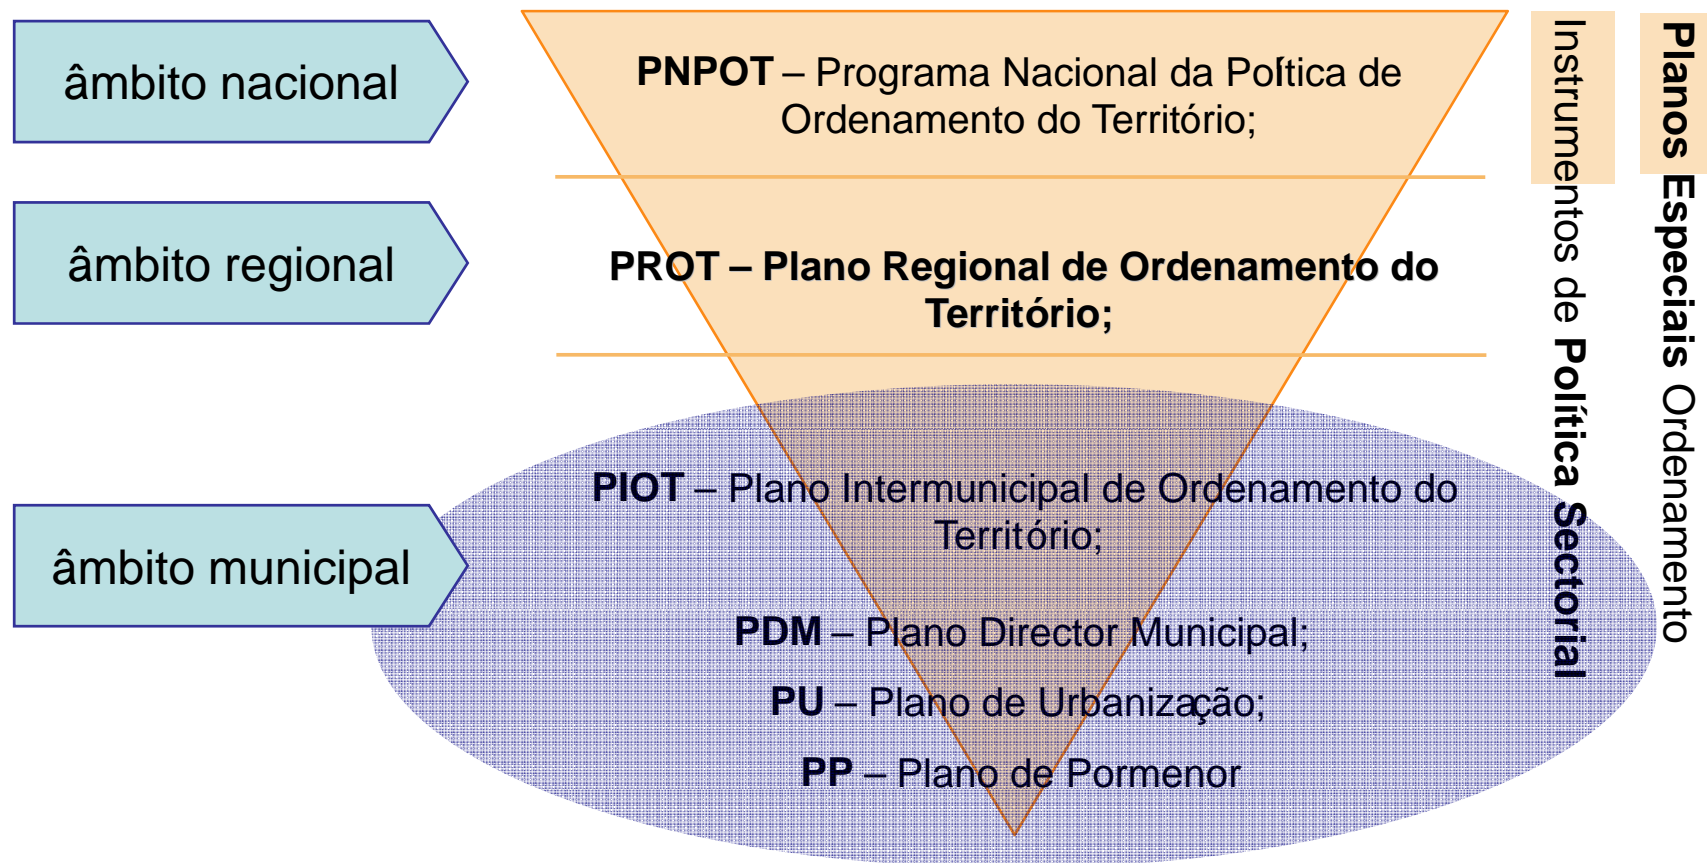 âmbito nacional
PNPOT – Programa Nacional da Política de
Ordenamento do Território;
âmbito regional
PROT – Plano Regional de Ordenamento do
Território;
âmbito municipal
PIOT – Plano Intermunicipal de Ordenamento do
Território;
PDM – Plano Director Municipal;
PU – Plano de Urbanização;
PP – Plano de Pormenor
Instrumentos de Política Sectorial
Planos Especiais Ordenamento